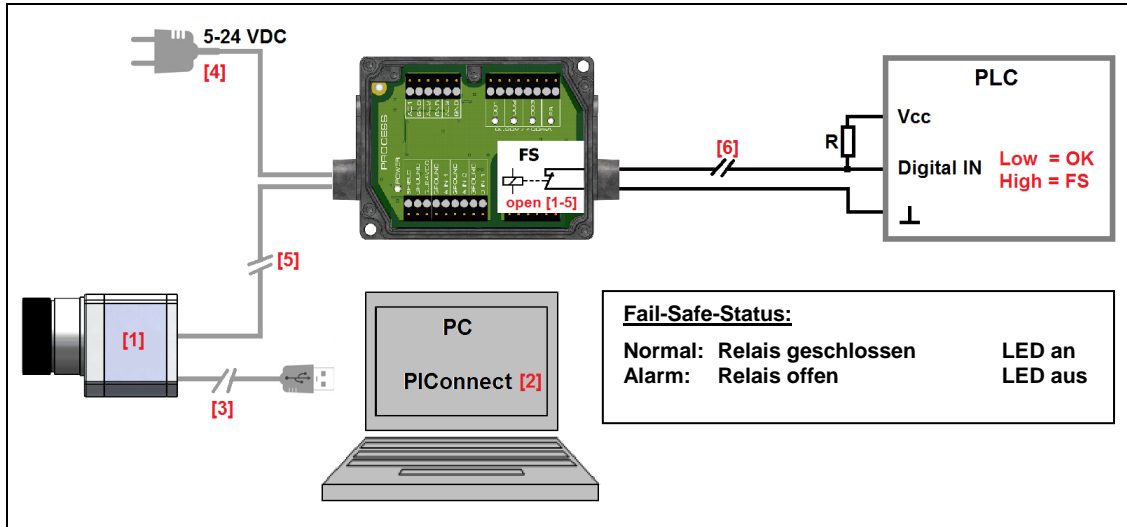 5-24 VDC
[4]
PROCESS
POWER
FS
open [1-5]
[6]
PLC
Vcc
R
Digital IN
Low = OK
High = FS
[5]
[1]
[3]
PC
PIConnect [2]
Fail-Safe-Status:
Normal: Relais geschlossen LED an
Alarm: Relais offen LED aus